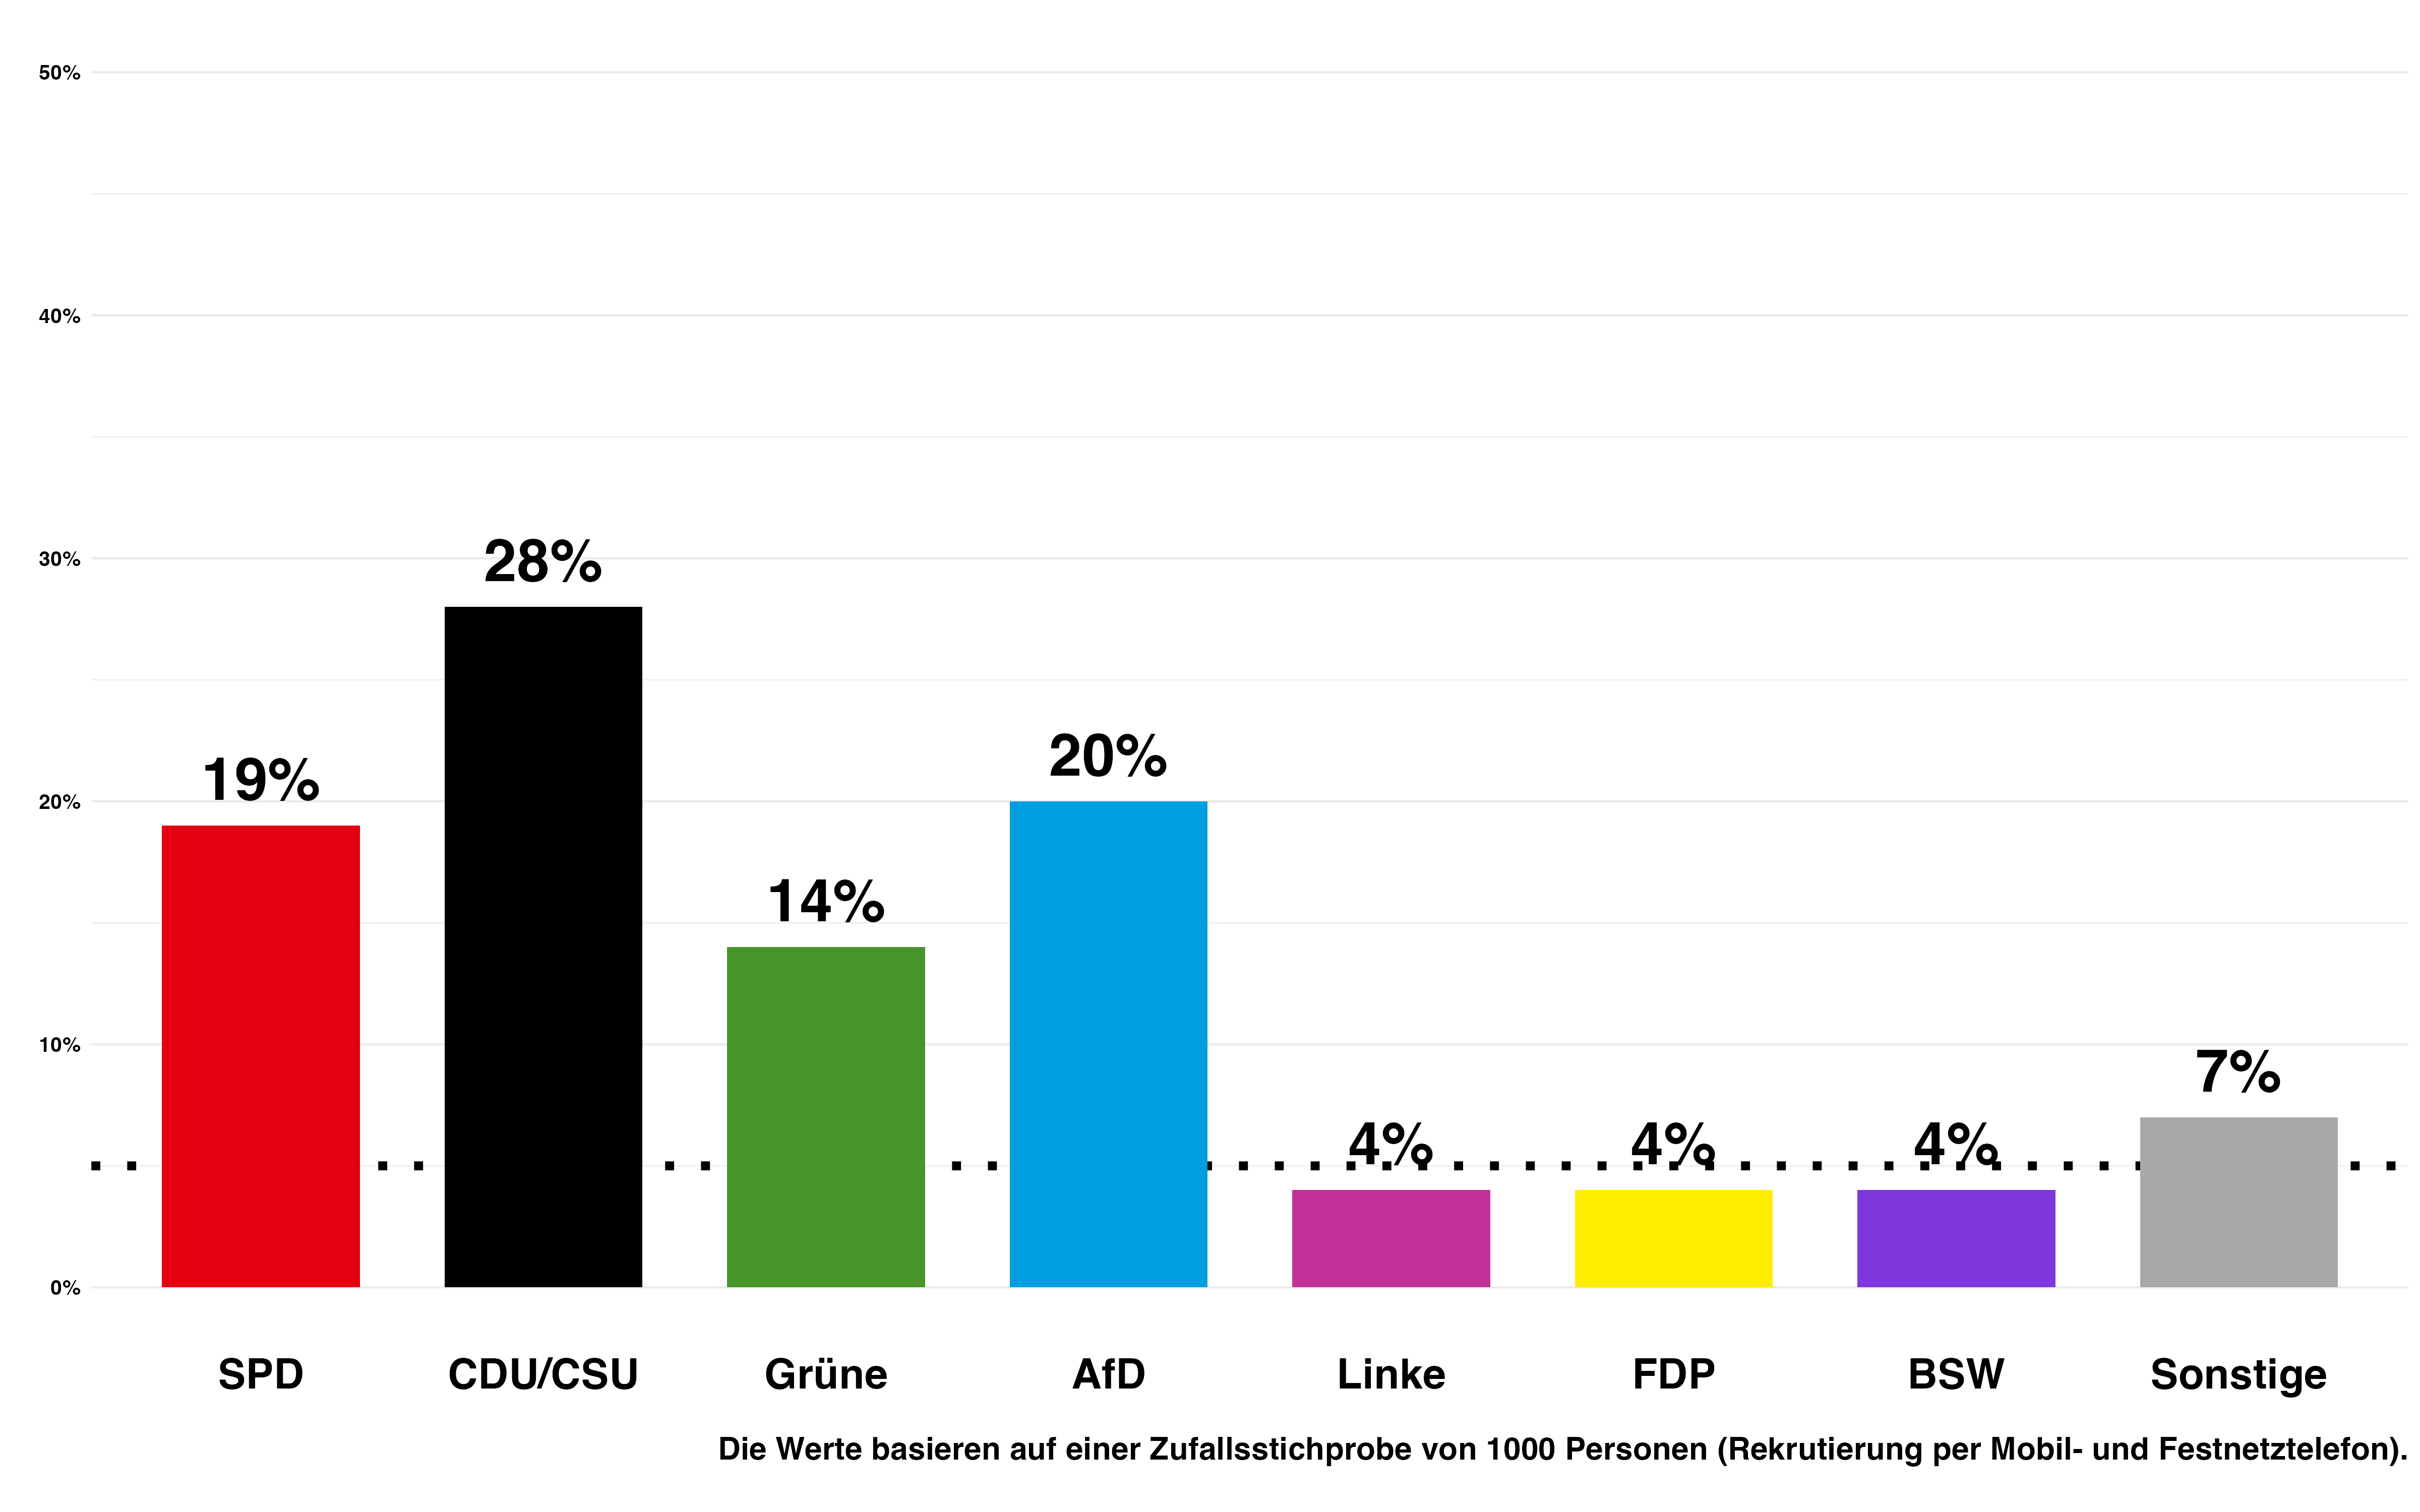 50%
40%
30%
20%
10%
0%
19%
28%
14%
20%
4%
4%
4%
7%
SPD
CDU/CSU
Grüne
AfD
Linke
FDP
BSW
Sonstige
Die Werte basieren auf einer Zufallsstichprobe von 1000 Personen (Rekrutierung per Mobil- und Festnetztelefon).